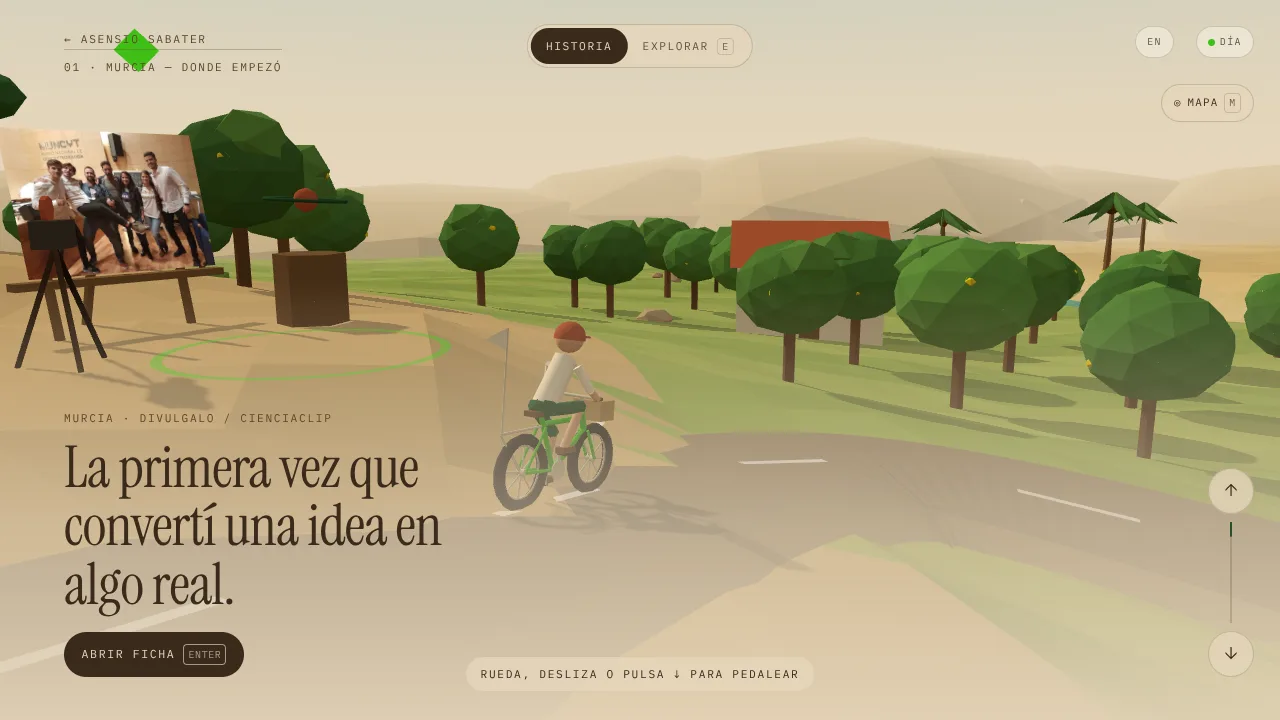 ← ASENSIO SABATER
01 · MURCIA — DONDE EMPEZÓ
HISTORIA
EXPLORAR E
EN
DÍA
◎ MAPA M
MUNCYT
MURCIA · DIVULGALO / CIENCIACLIP
La primera vez que
convertí una idea en
algo real.
ABRIR FICHA ENTER
RUEDA, DESLIZA O PULSA ↓ PARA PEDALEAR